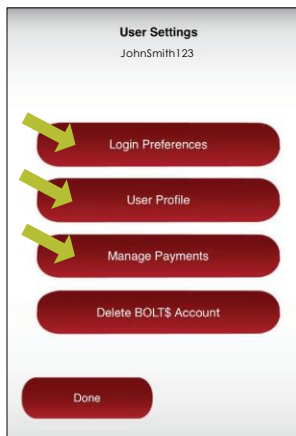 User Settings
JohnSmith123
Login Preferences
User Profile
Manage Payments
Delete BOLT$ Account
Done